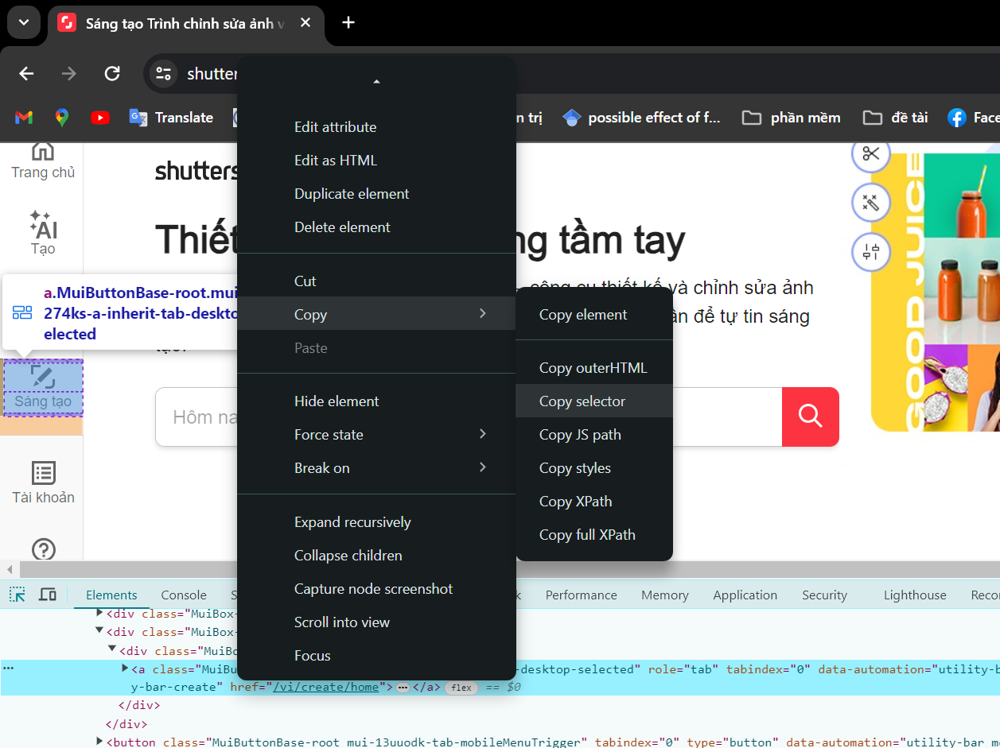 Sáng tạo Trình chỉnh sửa ảnh v
shutter
Translate
n trị
possible effect of f...
phần mềm
đề tài
Face
Trang chủ
AI
Tạo
a.MuiButtonBase-root.mui
274ks-a-inherit-tab-deskto
elected
Sáng tạo
Tài khoản
shutters
Thiết
ng tầm tay
công cụ thiết kế và chỉnh sửa ảnh
ần để tự tin sáng
tạo.
Hôm na
GOOD JUICE
GOOD JUICE
Edit attribute
Edit as HTML
Duplicate element
Delete element
Cut
Copy
Paste
Hide element
Force state
Break on
Expand recursively
Collapse children
Capture node screenshot
Scroll into view
Focus
Copy element
Copy outerHTML
Copy selector
Copy JS path
Copy styles
Copy XPath
Copy full XPath
Elements Console S k Performance Memory Application Security Lighthouse Recor
<div class="MuiBox-
<div class="MuiBox-
<div class="MuiBo
<a class="MuiBu -desktop-selected" role="tab" tabindex="0" data-automation="utility-b
y-bar-create" href="/vi/create/home"> … </a> flex == $0
</div>
</div>
<button class="MuiButtonBase-root mui-13uuodk-tab-mobileMenuTrigger" tabindex="0" type="button" data-automation="utility-bar m